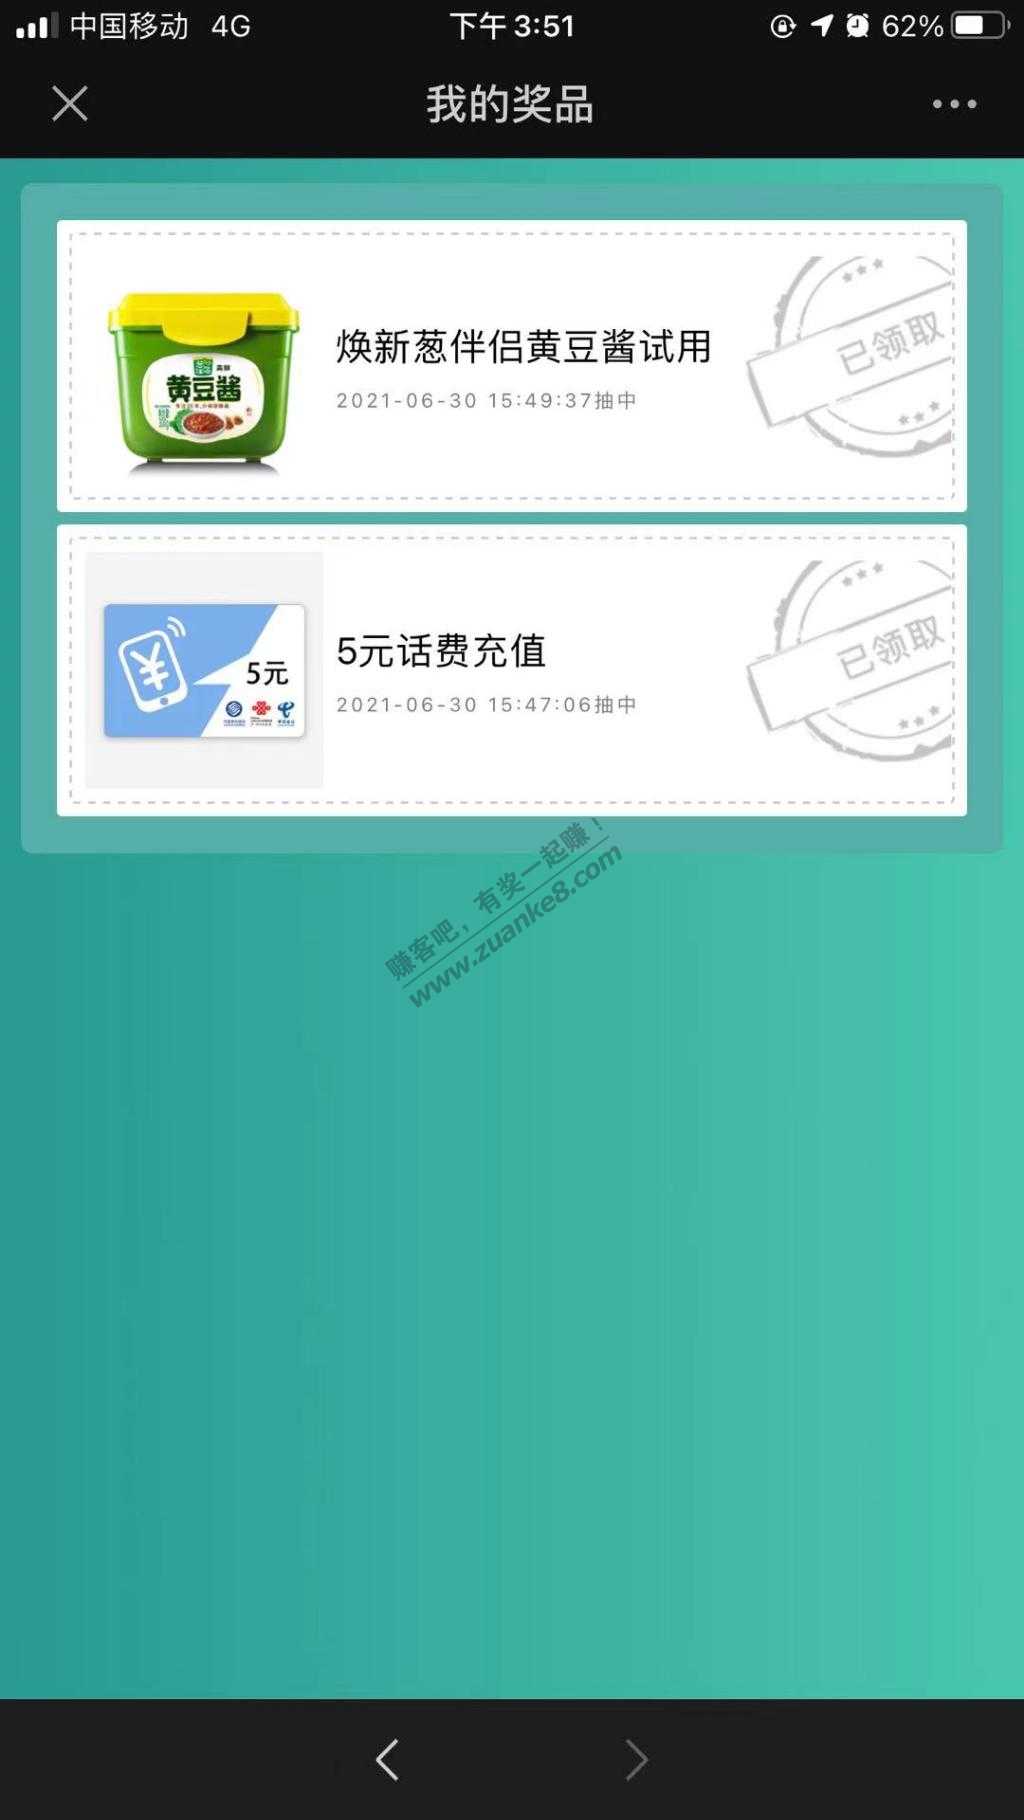 中国移动 4G 下午3:51 62%
我的奖品
黄豆酱
焕新葱伴侣黄豆酱试用
2021-06-30 15:49:37抽中
已领取
5元
5元话费充值
2021-06-30 15:47:06抽中
已领取
赚客吧，有奖一起赚！
www.zuanke8.com